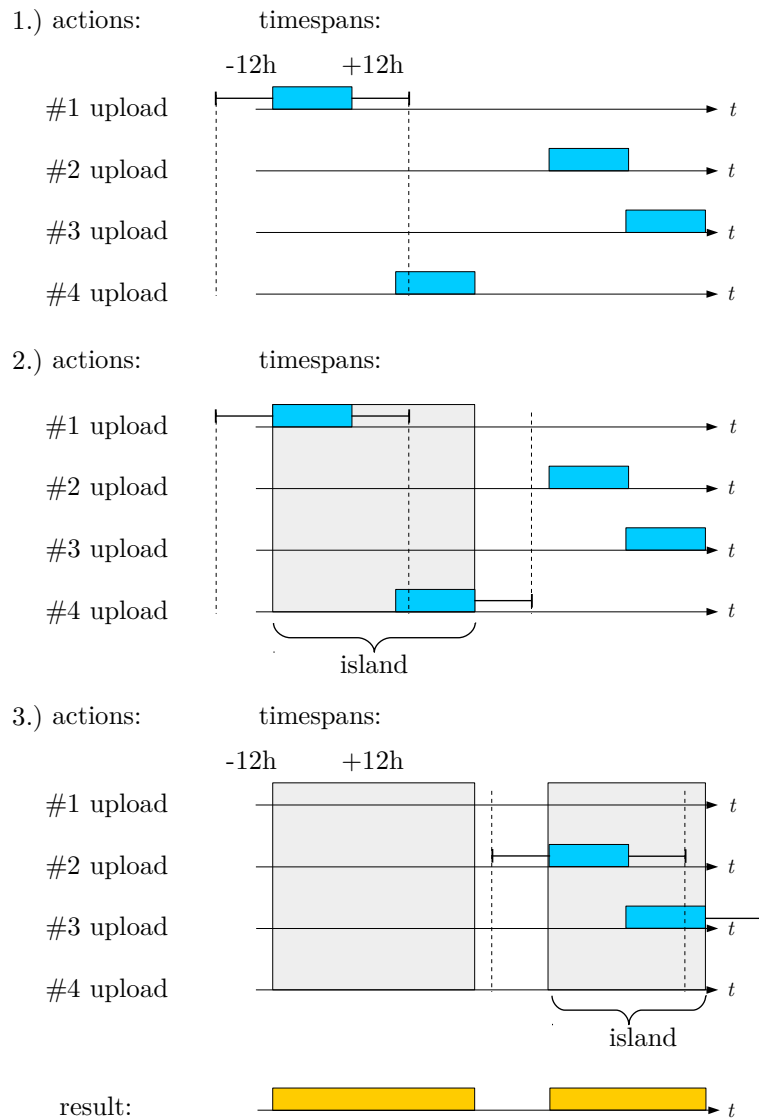 1.) actions: timespans:
-12h +12h
#1 upload t
#2 upload t
#3 upload t
#4 upload t
2.) actions: timespans:
#1 upload t
#2 upload t
#3 upload t
#4 upload t
island
3.) actions: timespans:
-12h +12h
#1 upload t
#2 upload t
#3 upload t
#4 upload t
island
result: t